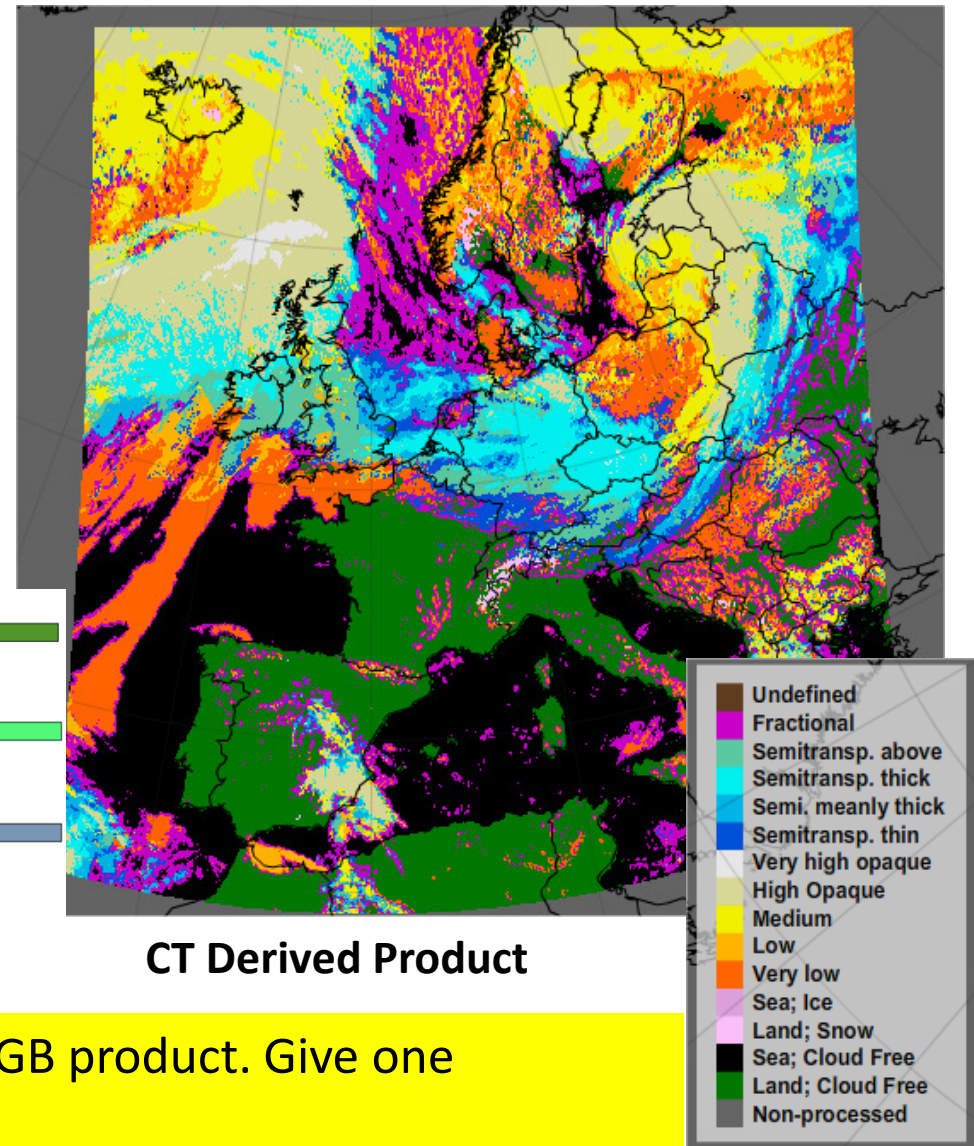 Undefined
Fractional
Semitransp. above
Semitransp. thick
Semi. meanly thick
Semitransp. thin
Very high opaque
High Opaque
Medium
Low
Very low
Sea; Ice
Land; Snow
Sea; Cloud Free
Land; Cloud Free
Non-processed
CT Derived Product
GB product. Give one